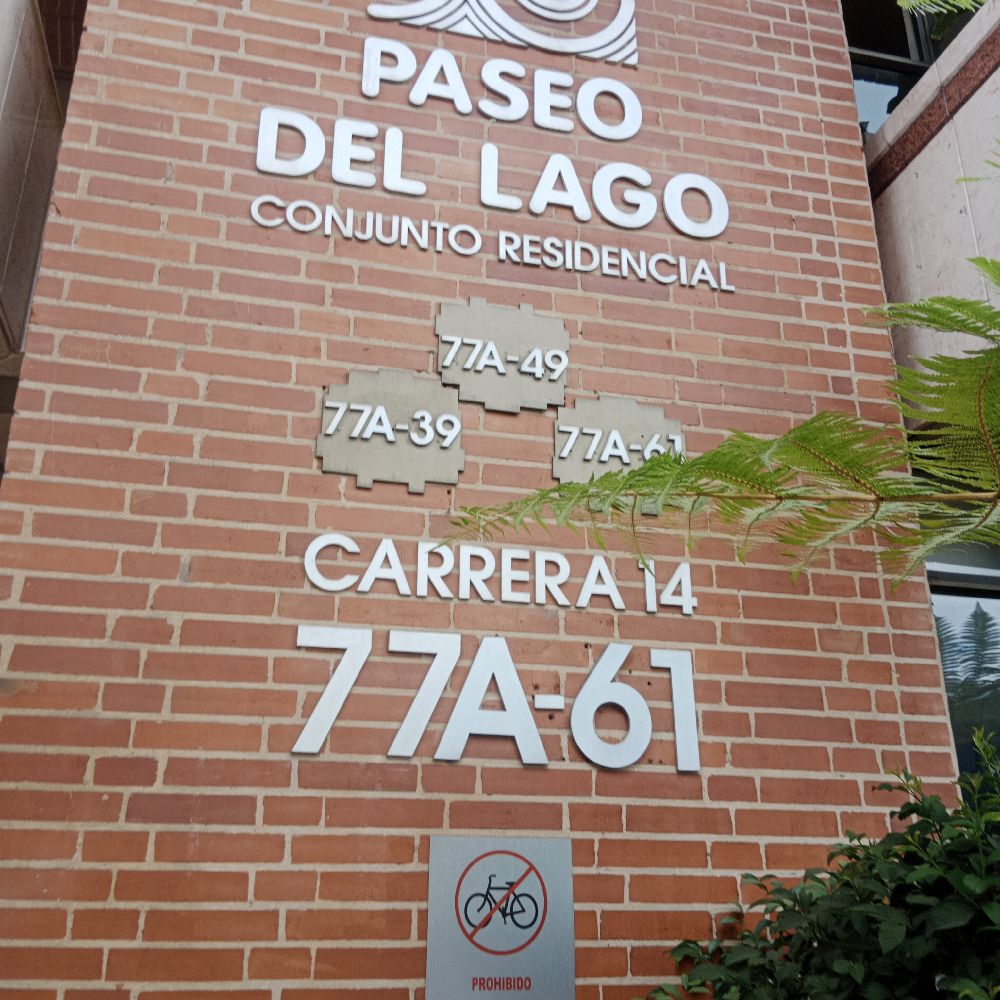 PASEO
DEL LAGO
CONJUNTO RESIDENCIAL
77A-49
77A-39
77A-61
CARRERA 14
77A-61
PROHIBIDO